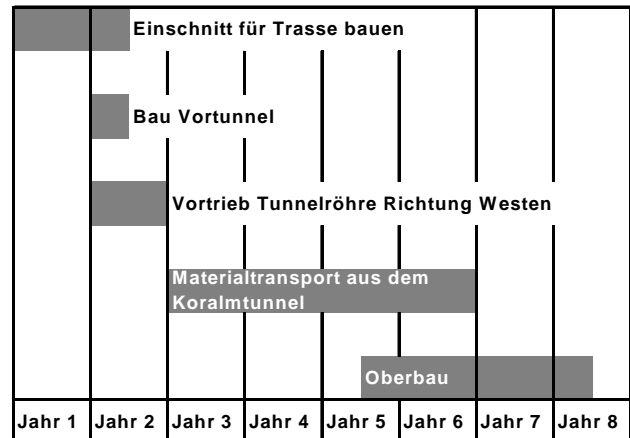 Einschnitt für Trasse bauen
Bau Vortunnel
Vortrieb Tunnelröhre Richtung Westen
Materialtransport aus dem
Koralmtunnel
Oberbau
Jahr 1 Jahr 2 Jahr 3 Jahr 4 Jahr 5 Jahr 6 Jahr 7 Jahr 8